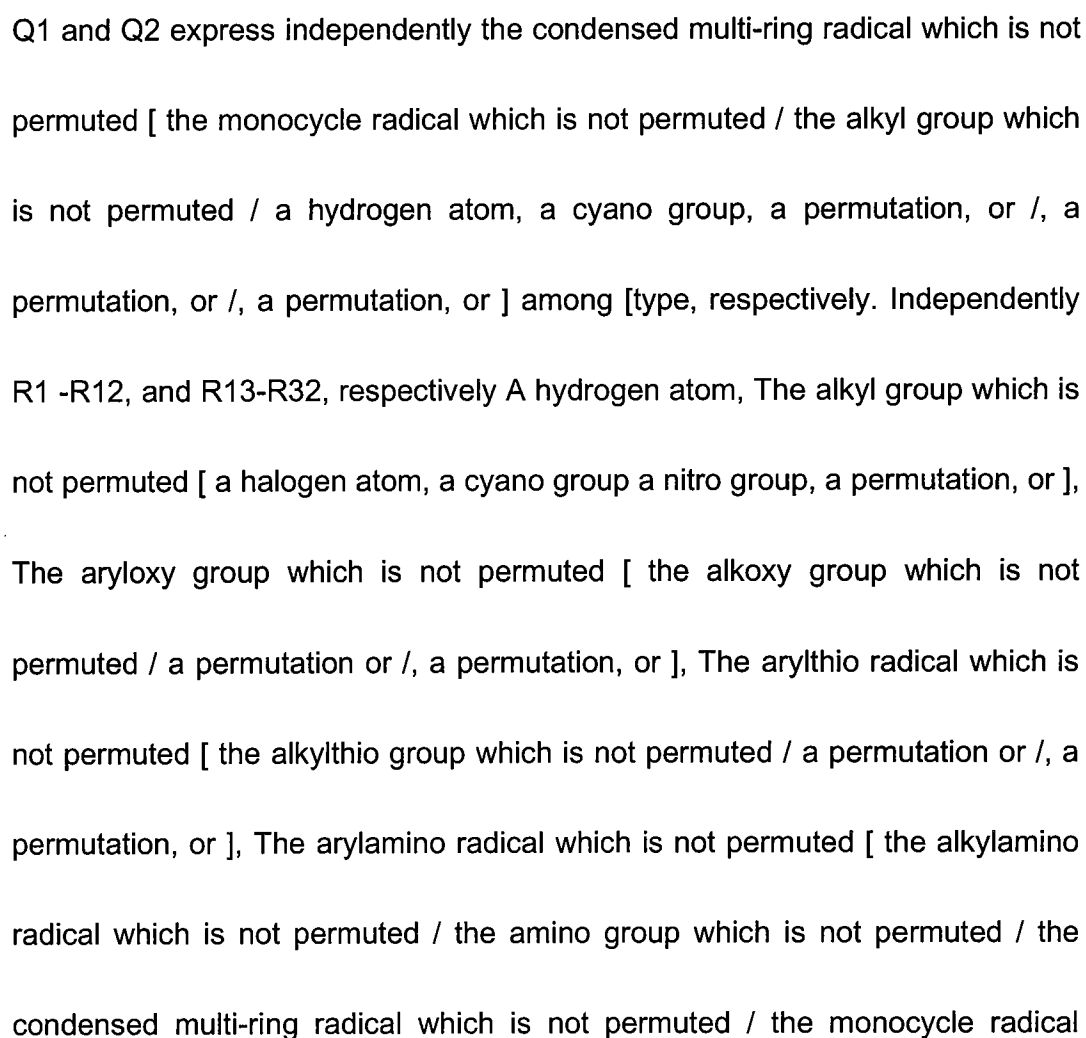 Q1 and Q2 express independently the condensed multi-ring radical which is not
permuted [ the monocycle radical which is not permuted / the alkyl group which
is not permuted / a hydrogen atom, a cyano group, a permutation, or /, a
permutation, or /, a permutation, or ] among [type, respectively. Independently
R1 -R12, and R13-R32, respectively A hydrogen atom, The alkyl group which is
not permuted [ a halogen atom, a cyano group a nitro group, a permutation, or ],
The aryloxy group which is not permuted [ the alkoxy group which is not
permuted / a permutation or /, a permutation, or ], The arylthio radical which is
not permuted [ the alkylthio group which is not permuted / a permutation or /, a
permutation, or ], The arylamino radical which is not permuted [ the alkylamino
radical which is not permuted / the amino group which is not permuted / the
condensed multi-ring radical which is not permuted / the monocycle radical